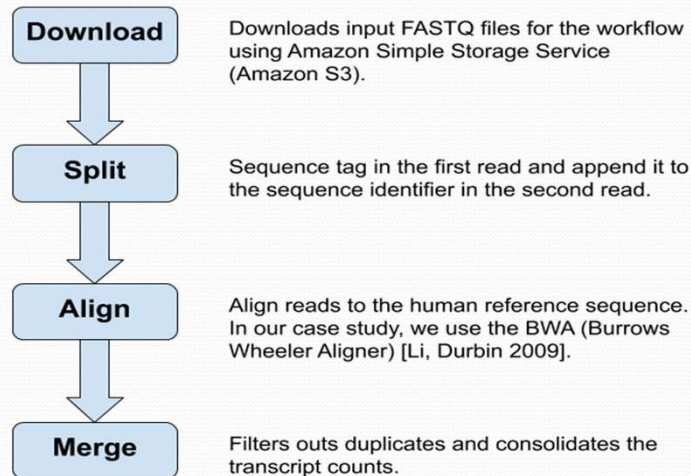 Download
Downloads input FASTQ files for the workflow
using Amazon Simple Storage Service
(Amazon S3).
Split
Sequence tag in the first read and append it to
the sequence identifier in the second read.
Align
Align reads to the human reference sequence.
In our case study, we use the BWA (Burrows
Wheeler Aligner) [Li, Durbin 2009].
Merge
Filters outs duplicates and consolidates the
transcript counts.